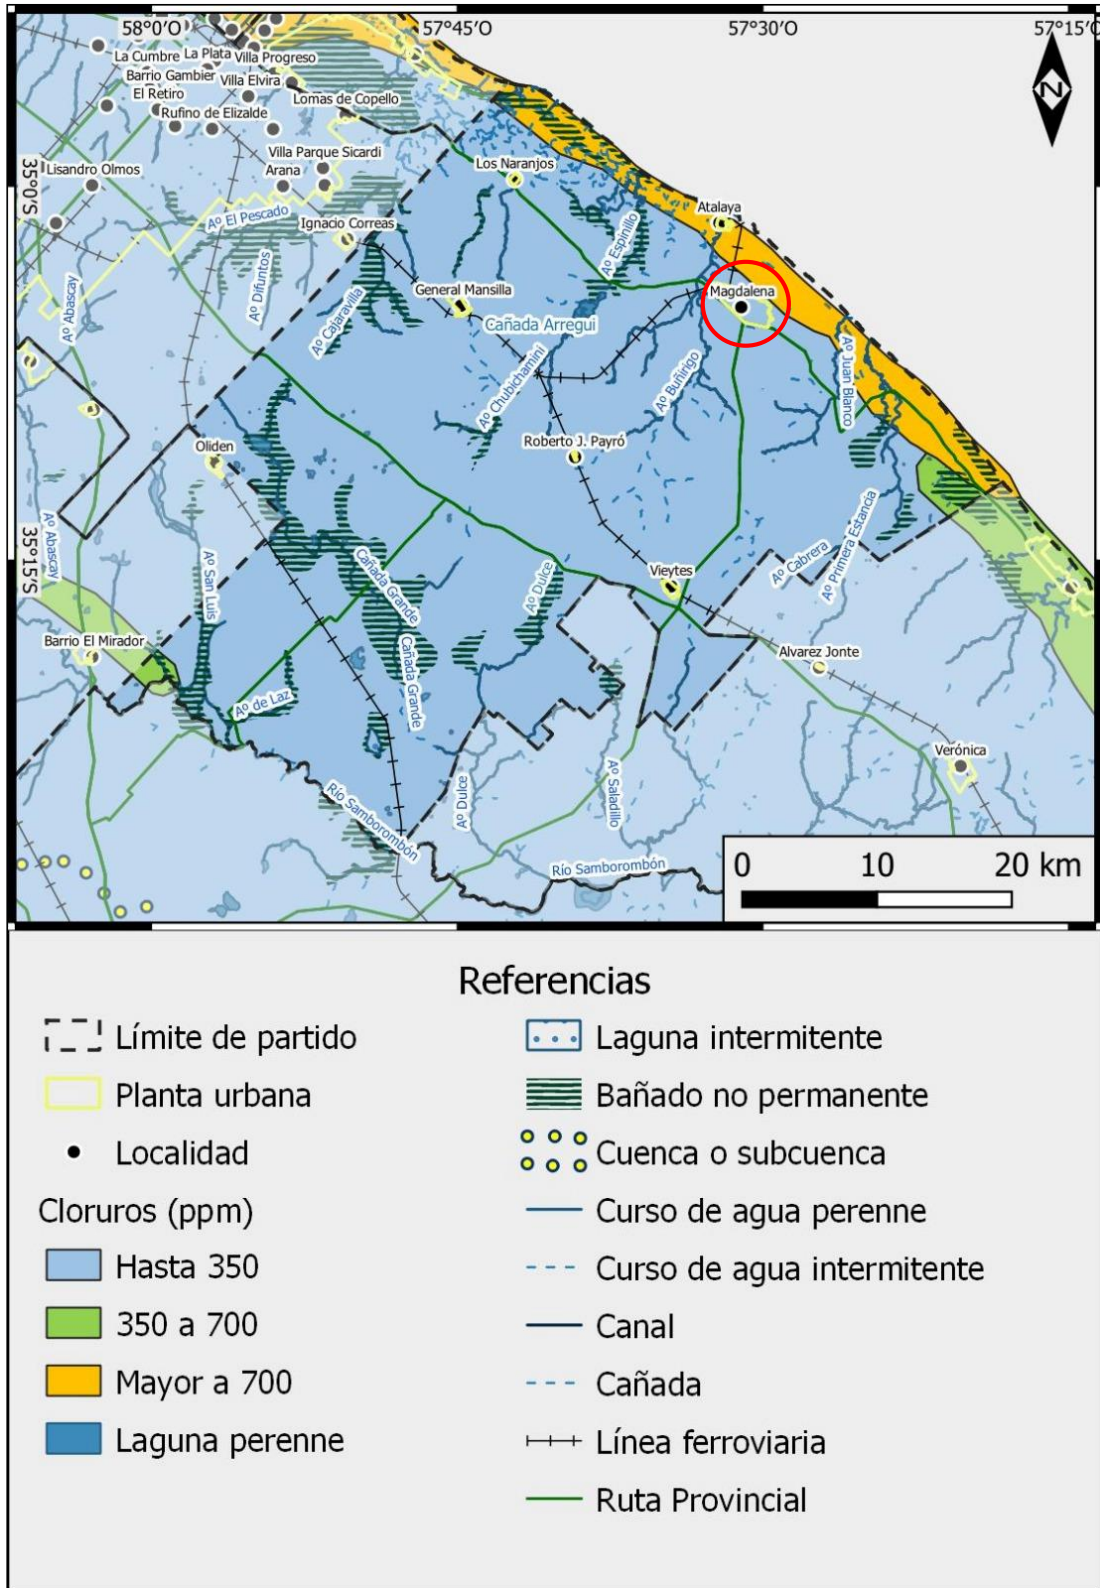 58°0'O
57°45'O
57°30'O
57°15'O
N
La Cumbre
La Plata
Villa Progreso
Barrio Gambier
Villa Elvira
El Retiro
Lomas de Copello
Rufino de Elizalde
Villa Parque Sicardi
Los Naranjos
Lisandro Olmos
Arana
35°0'S
Aº El Pescado
Ignacio Correas
Atalaya
Aº Espinillo
Aº Difuntos
Aº Abascay
General Mansilla
Magdalena
Aº Cajaravilla
Cañada Arregui
Aº Juan Blanco
Aº Buñirigo
Aº Chubichamini
Oliden
Roberto J. Payró
35°15'S
Aº Abascay
Aº San Luis
Cañada Grande
Aº Dulce
Vieytes
Aº Cabrera
Aº Primera Estancia
Barrio El Mirador
Cañada Grande
Alvarez Jonte
Aº de Laz
Verónica
Río Samborombón
Aº Dulce
Aº Saladillo
Río Samborombón
0 10 20 km
Referencias
Límite de partido
Planta urbana
Localidad
Cloruros (ppm)
Hasta 350
350 a 700
Mayor a 700
Laguna perenne
Laguna intermitente
Bañado no permanente
Cuenca o subcuenca
Curso de agua perenne
Curso de agua intermitente
Canal
Cañada
Línea ferroviaria
Ruta Provincial